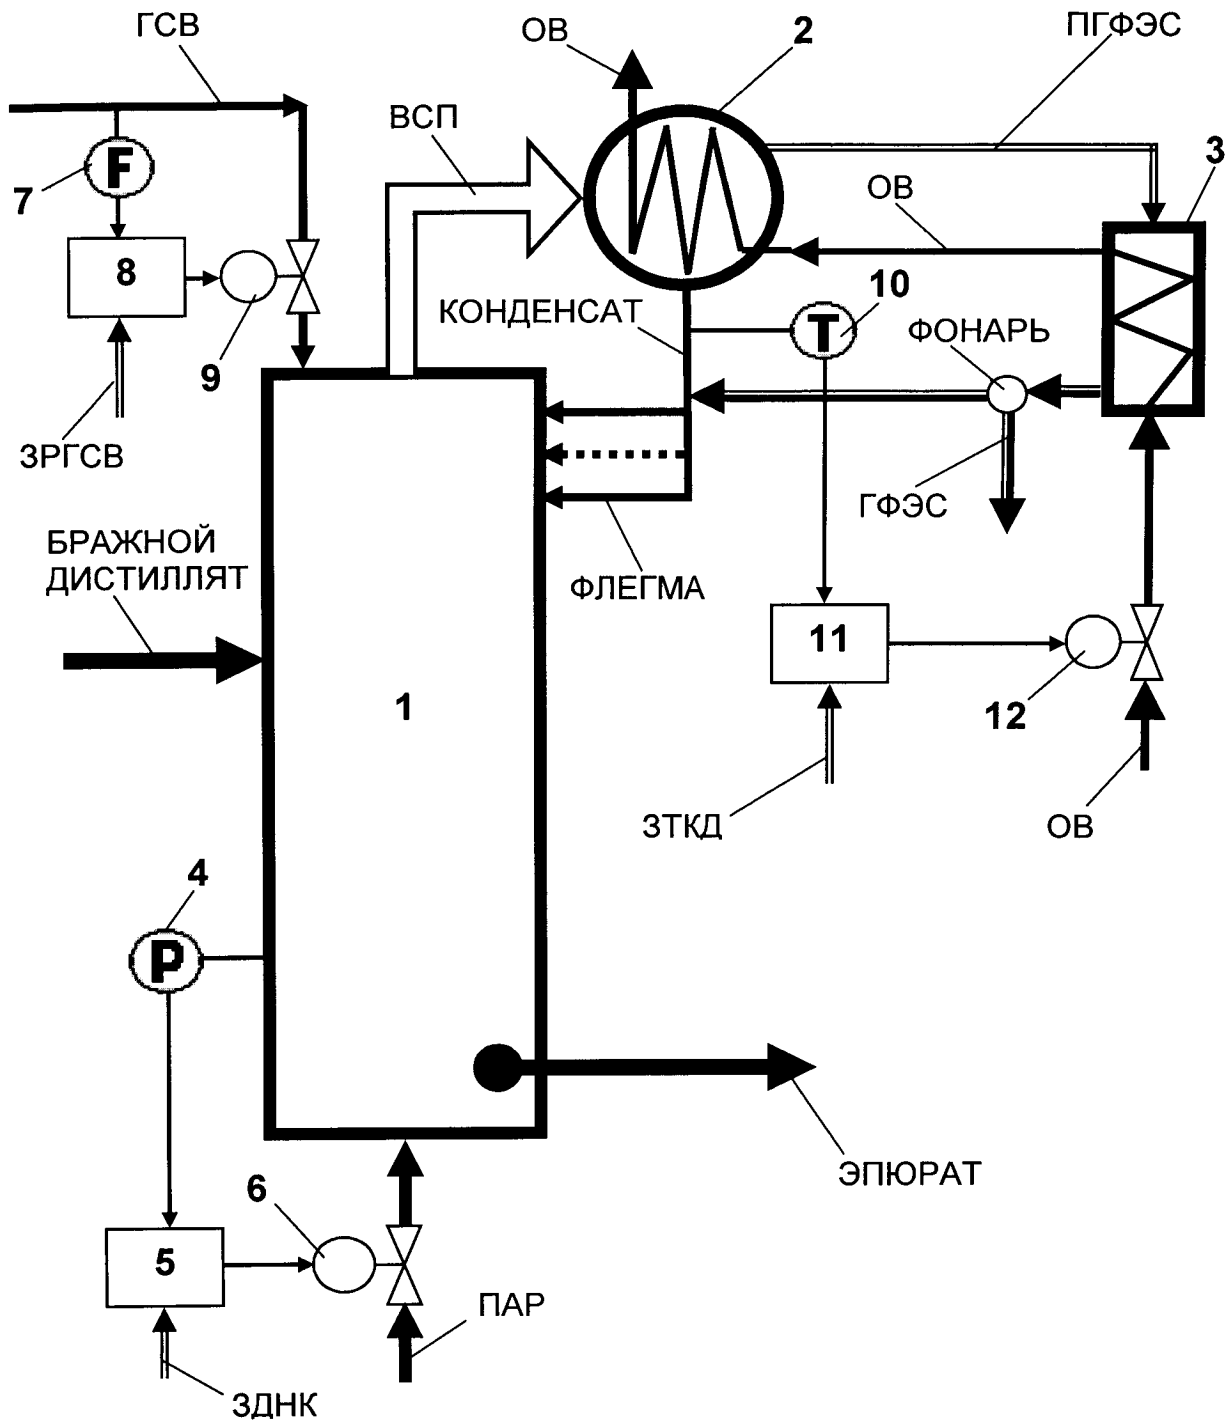 ГСВ
ОВ
2
ПГФЭС
ВСП
3
F
7
ОВ
8
10
КОНДЕНСАТ
Т
ФОНАРЬ
9
ЗРГСВ
ГФЭС
БРАЖНОЙ
ДИСТИЛЛЯТ
ФЛЕГМА
11
1
12
ЗТКД
ОВ
4
P
ЭПЮРАТ
6
5
ПАР
ЗДНК